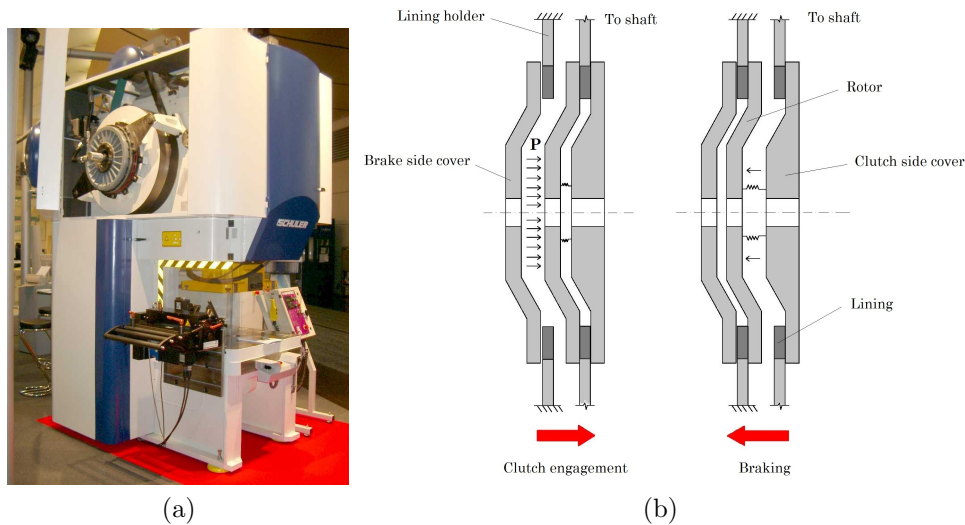 Lining holder
To shaft
To shaft
Rotor
P
Brake side cover
Clutch side cover
SCHULER
Lining
Clutch engagement
Braking
(a)
(b)